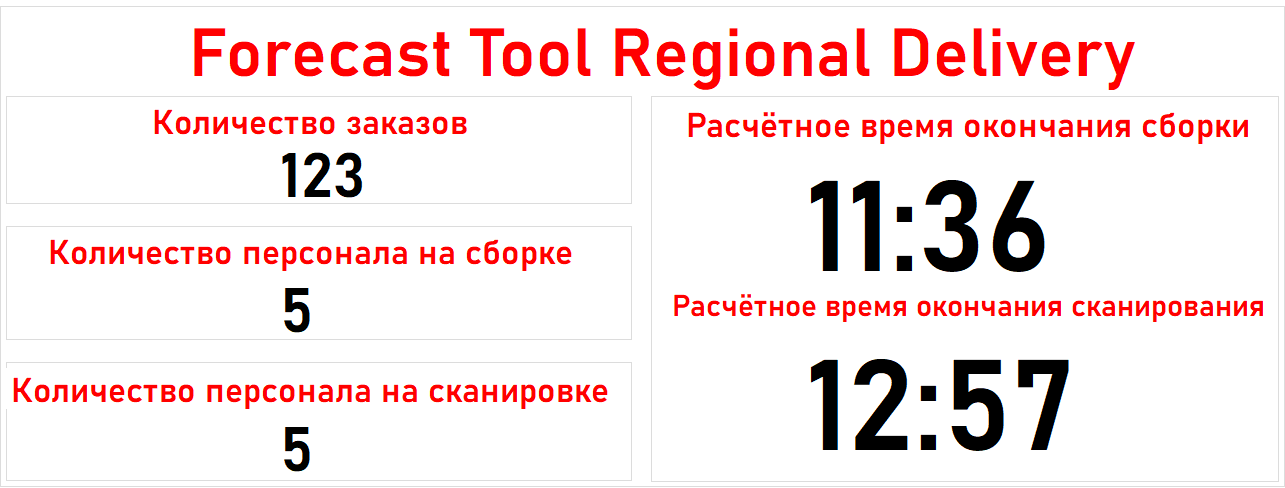 Forecast Tool Regional Delivery
Количество заказов
123
Количество персонала на сборке
5
Количество персонала на сканировке
5
Расчётное время окончания сборки
11:36
Расчётное время окончания сканирования
12:57